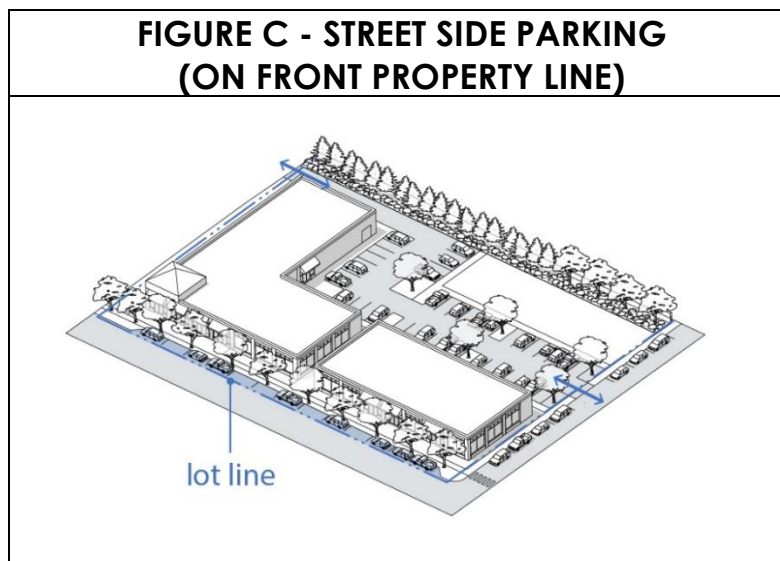 FIGURE C - STREET SIDE PARKING
(ON FRONT PROPERTY LINE)
lot line